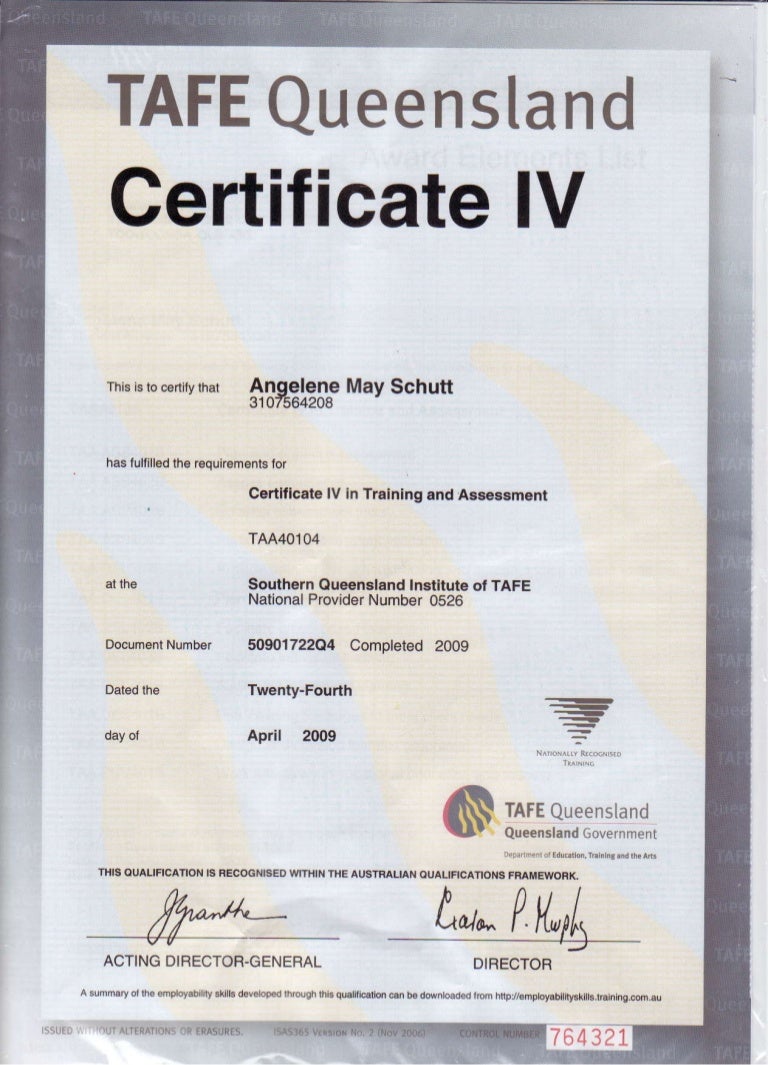 TAFE Queensland
Certificate IV
This is to certify that Angelene May Schutt
3107564208
has fulfilled the requirements for
Certificate IV in Training and Assessment
TAA40104
at the Southern Queensland Institute of TAFE
National Provider Number 0526
Document Number 50901722Q4 Completed 2009
Dated the Twenty-Fourth
day of April 2009
NATIONALLY RECOGNISED
TRAINING
TAFE Queensland
Queensland Government
Department of Education, Training and the Arts
THIS QUALIFICATION IS RECOGNISED WITHIN THE AUSTRALIAN QUALIFICATIONS FRAMEWORK.
ACTING DIRECTOR-GENERAL DIRECTOR
A summary of the employability skills developed through this qualification can be downloaded from http://employabilityskills.training.com.au
ISSUED WITHOUT ALTERATIONS OR ERASURES. ISAS365 VERSION NO. 2 (NOV 2006) CONTROL NUMBER 764321